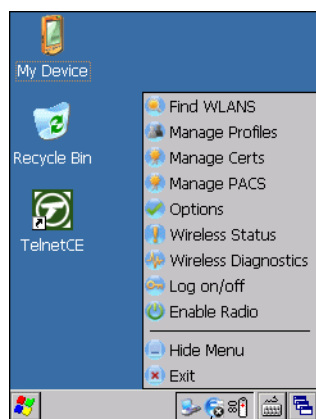 My Device
Recycle Bin
TelnetCE
Find WLANS
Manage Profiles
Manage Certs
Manage PACS
Options
Wireless Status
Wireless Diagnostics
Log on/off
Enable Radio
Hide Menu
Exit